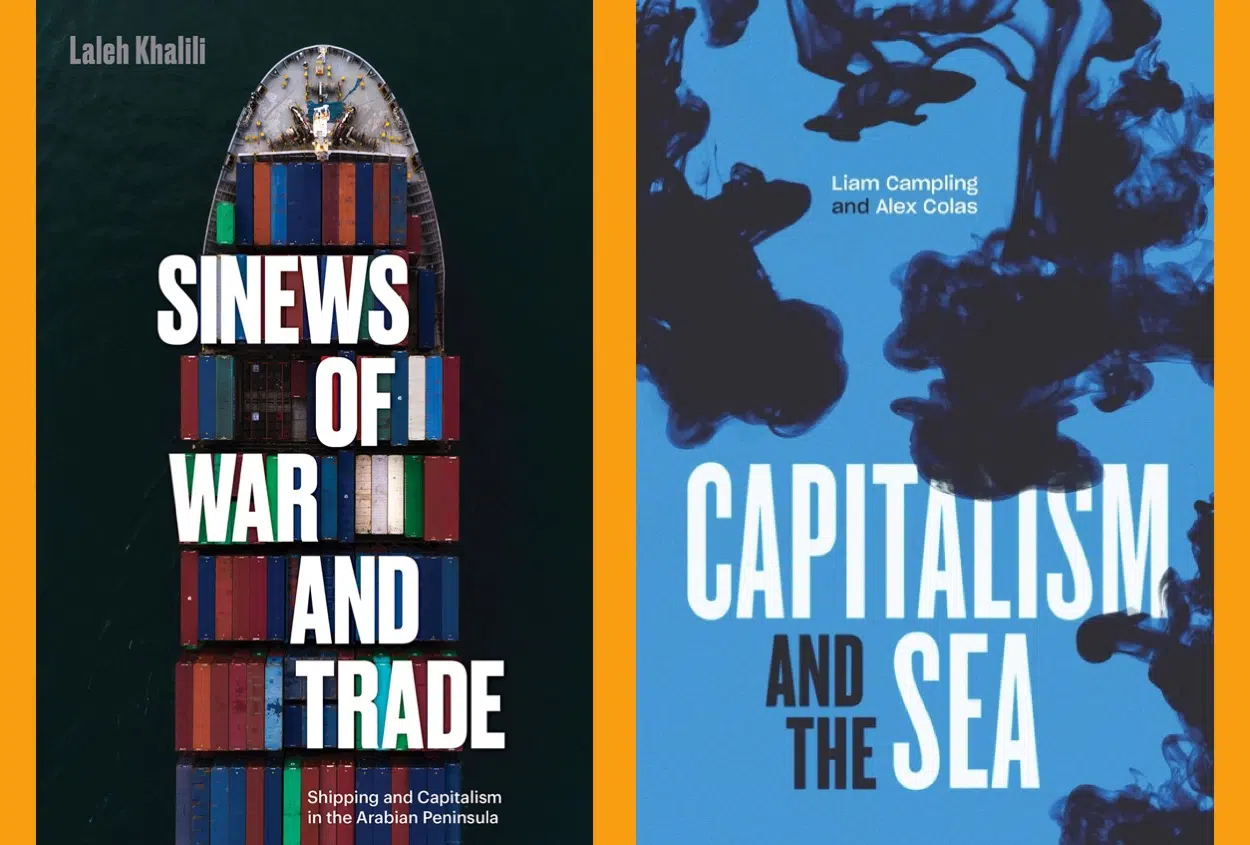 Laleh Khalili
SINEWS
OF
WAR
AND
TRADE
Shipping and Capitalism
in the Arabian Peninsula
Liam Campling
and Alex Colas
CAPITALISM
AND
THE
SEA